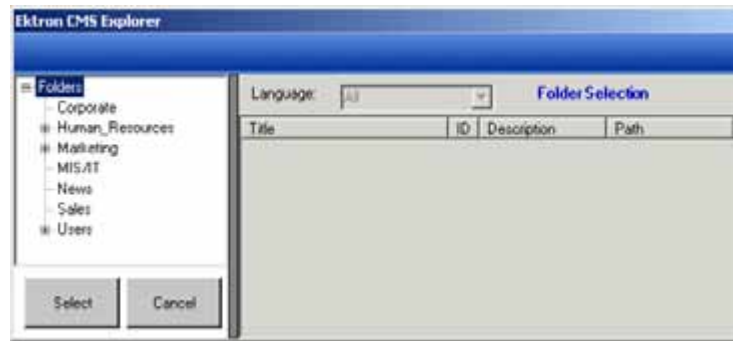 Ektron CMS Explorer
Folders
Corporate
Human_Resources
Marketing
MIS/IT
News
Sales
Users
Select Cancel
Language: All Folder Selection
Title ID Description Path